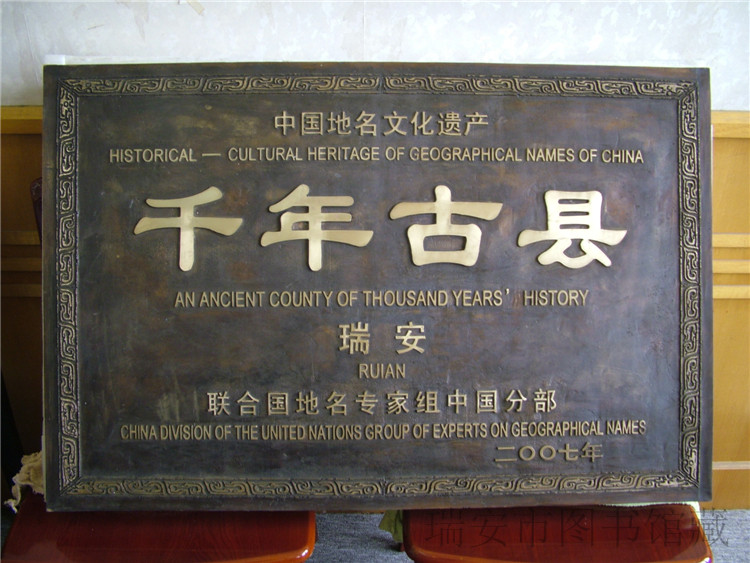 中国地名文化遗产
HISTORICAL — CULTURAL HERITAGE OF GEOGRAPHICAL NAMES OF CHINA
千年古县
AN ANCIENT COUNTY OF THOUSAND YEARS' HISTORY
瑞安
RUIAN
联合国地名专家组中国分部
CHINA DIVISION OF THE UNITED NATIONS GROUP OF EXPERTS ON GEOGRAPHICAL NAMES
二〇〇七年
瑞安市图书馆藏